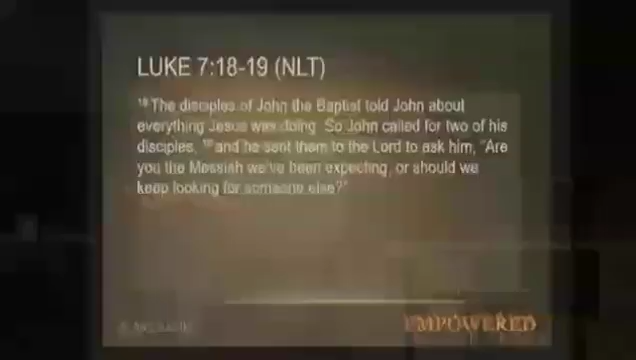 LUKE 7:18-19 (NLT)
18 The disciples of John the Baptist told John about
everything Jesus was doing. So John called for two of his
disciples, 19 and he sent them to the Lord to ask him, "Are
you the Messiah we've been expecting, or should we
keep looking for someone else?"
EMPOWERED